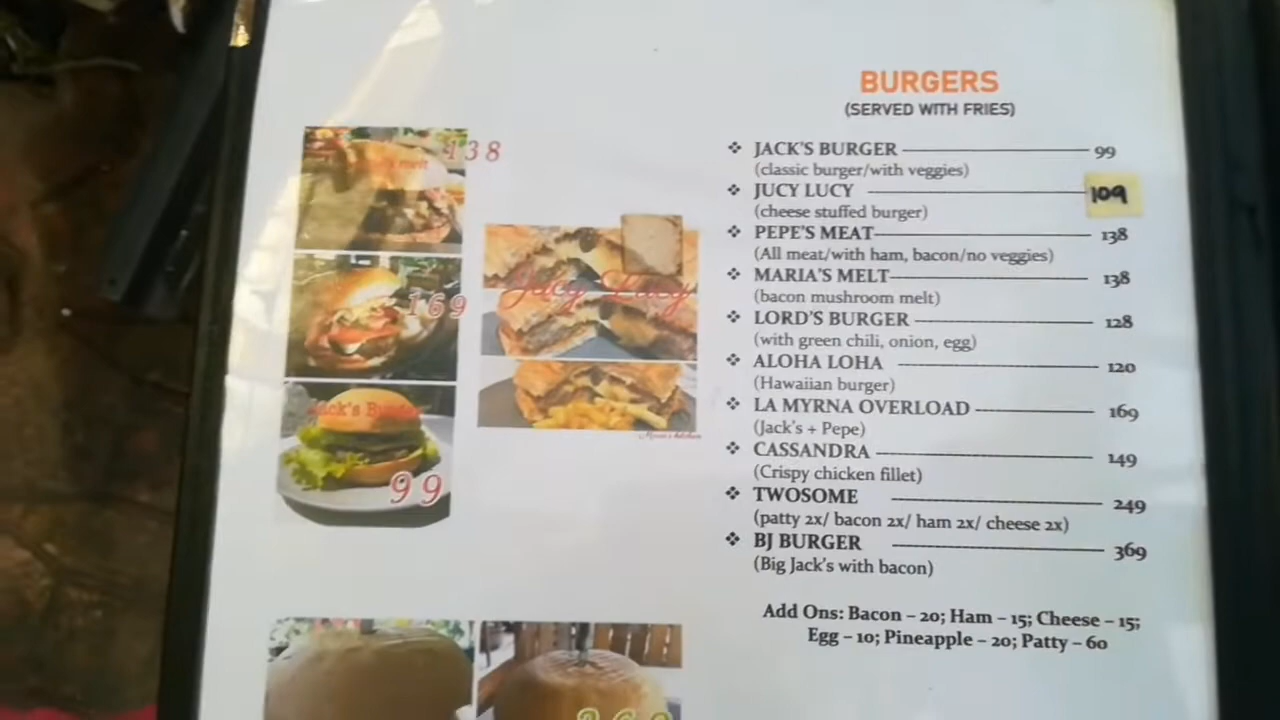 BURGERS
(SERVED WITH FRIES)
❖ JACK'S BURGER 99
(classic burger/with veggies)
❖ JUCY LUCY 109
(cheese stuffed burger)
❖ PEPE'S MEAT 138
(All meat/with ham, bacon/no veggies)
❖ MARIA'S MELT 138
(bacon mushroom melt)
❖ LORD'S BURGER 128
(with green chili, onion, egg)
❖ ALOHA LOHA 120
(Hawaiian burger)
❖ LA MYRNA OVERLOAD 169
(Jack's + Pepe)
❖ CASSANDRA 149
(Crispy chicken fillet)
❖ TWOSOME 249
(patty 2x/ bacon 2x/ ham 2x/ cheese 2x)
❖ BJ BURGER 369
(Big Jack's with bacon)
Add Ons: Bacon – 20; Ham – 15; Cheese – 15;
Egg – 10; Pineapple – 20; Patty – 60
138
melt
169
Jucy Lucy
Jack's Burger
99